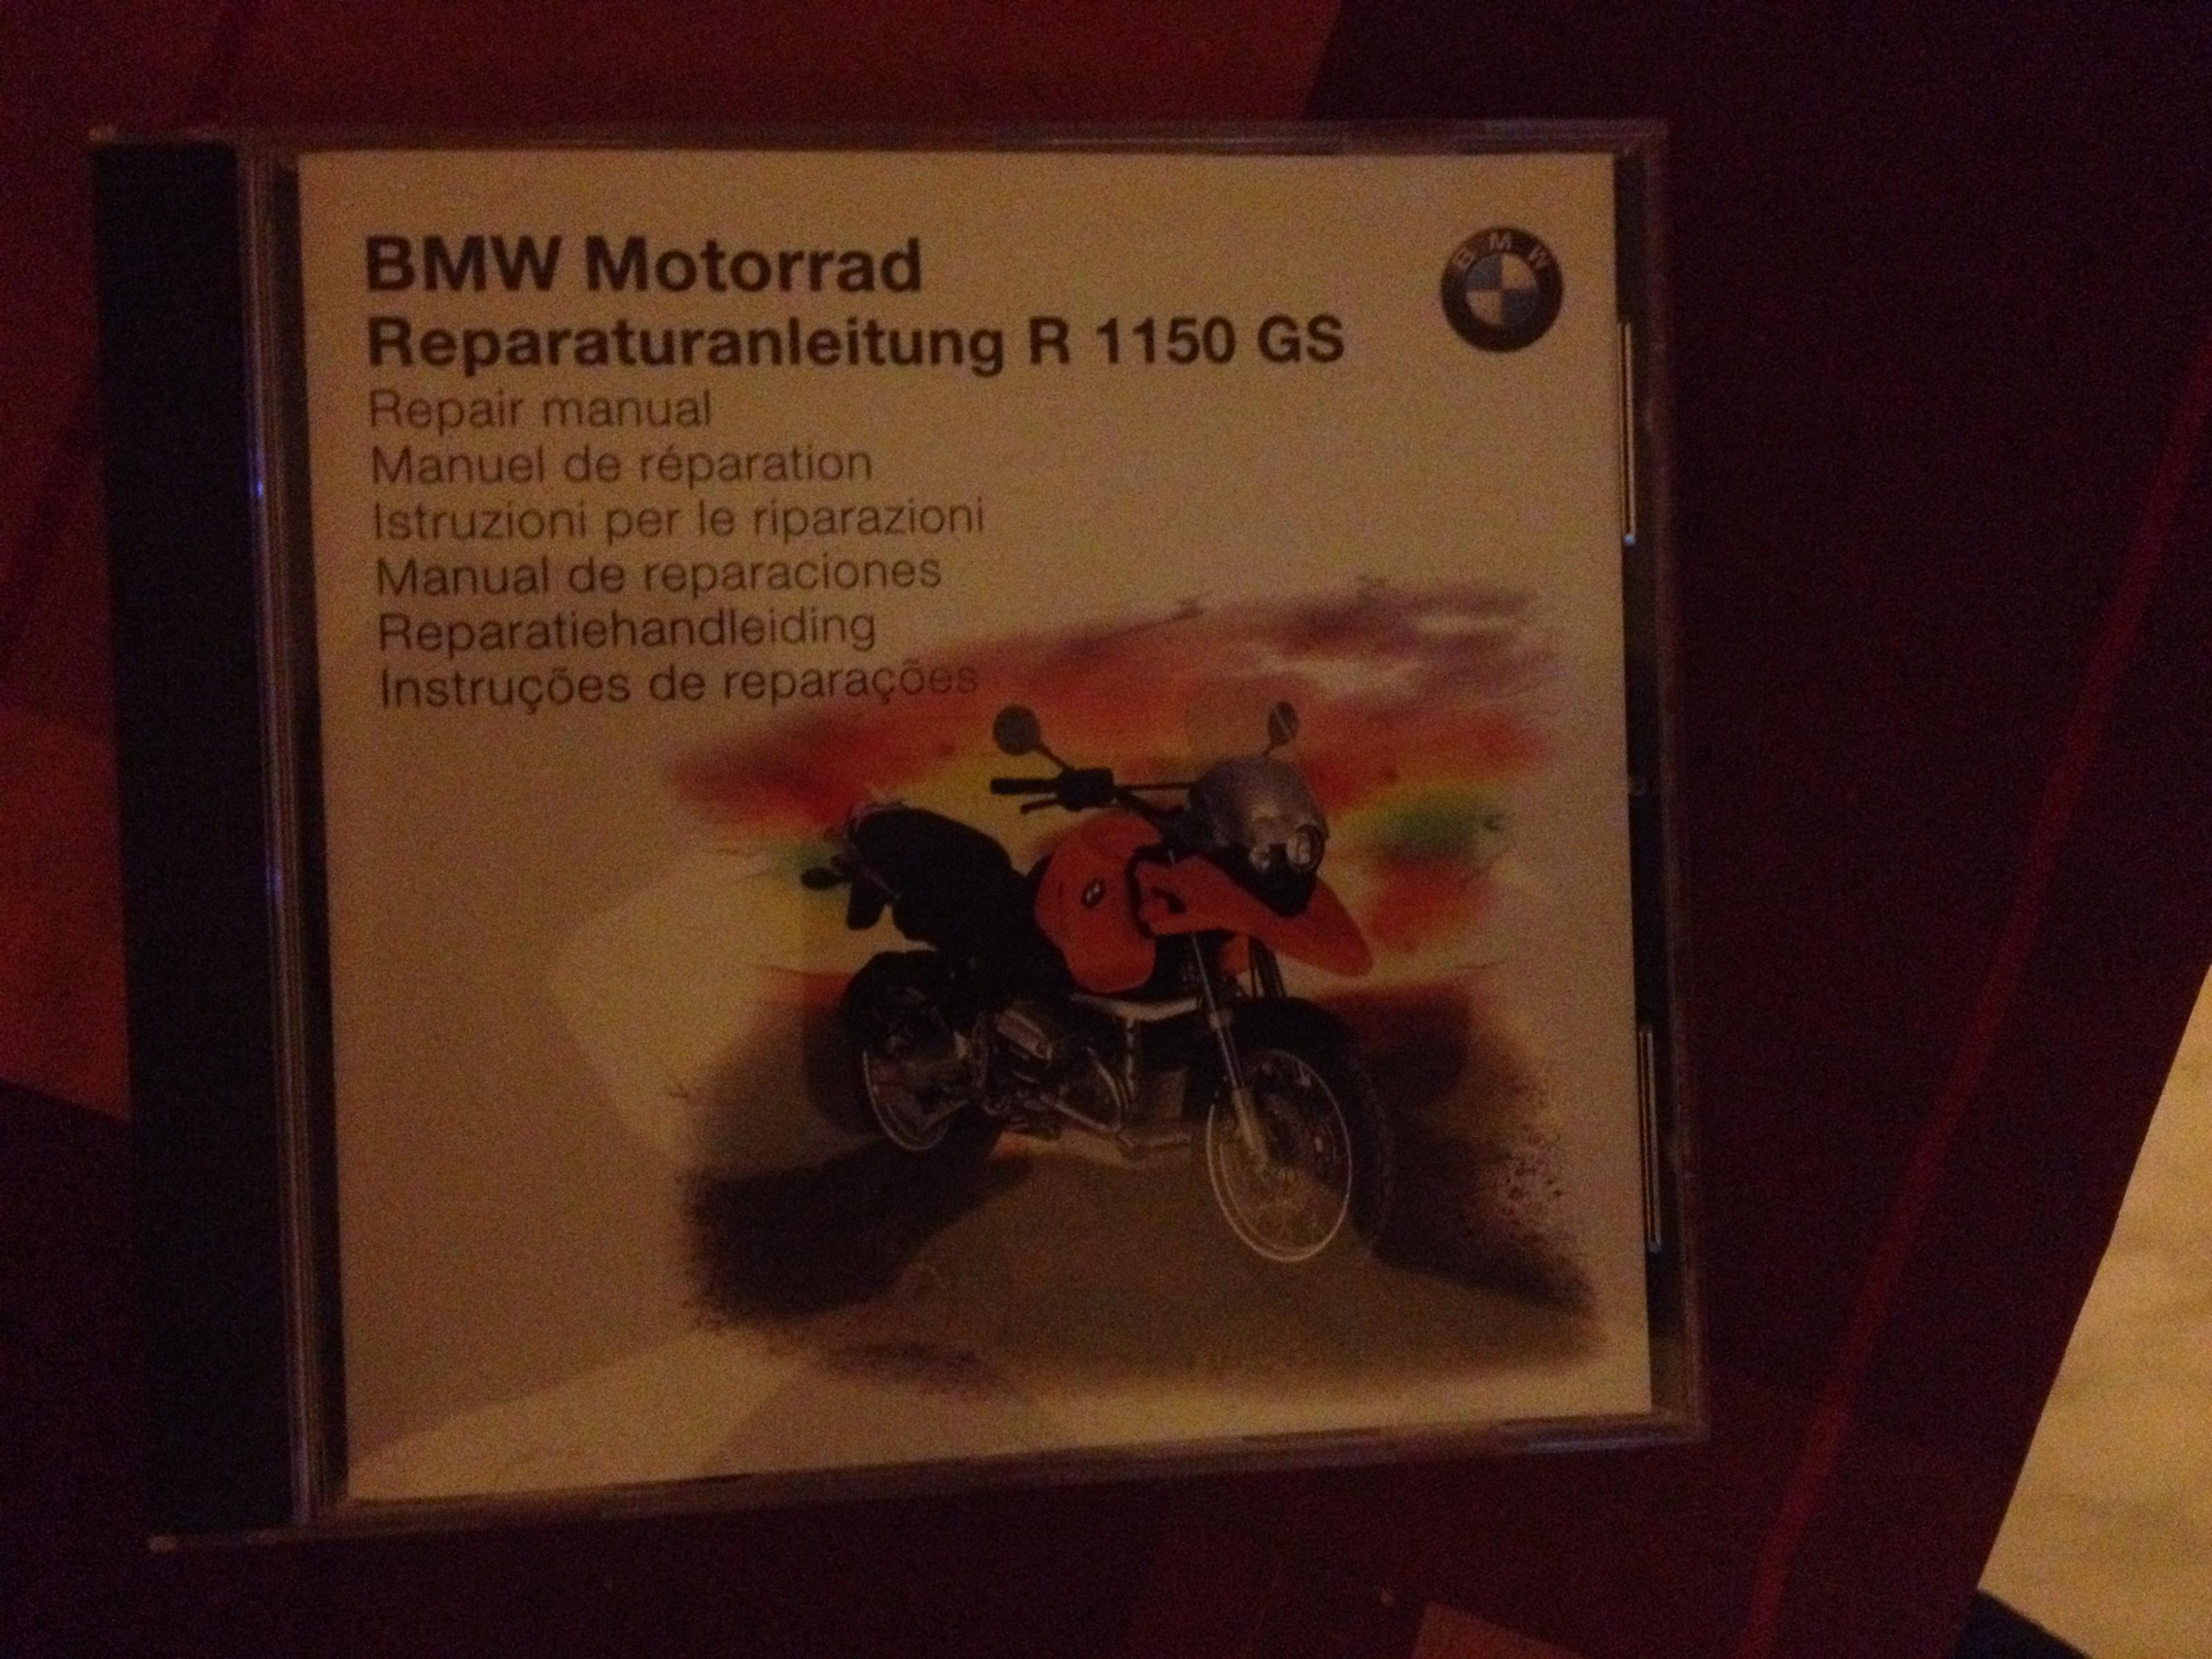 BMW Motorrad
Reparaturanleitung R 1150 GS
Repair manual
Manuel de réparation
Istruzioni per le riparazioni
Manual de reparaciones
Reparatiehandleiding
Instruções de reparações
BMW